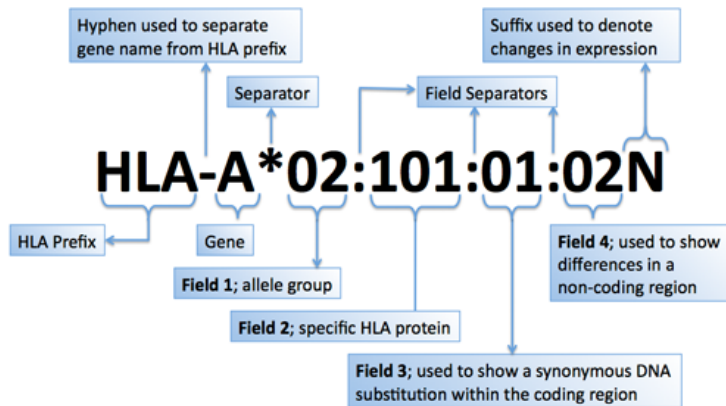 Hyphen used to separate
gene name from HLA prefix
Suffix used to denote
changes in expression
Separator
Field Separators
HLA-A*02:101:01:02N
HLA Prefix
Gene
Field 4; used to show
differences in a
non-coding region
Field 1; allele group
Field 2; specific HLA protein
Field 3; used to show a synonymous DNA
substitution within the coding region